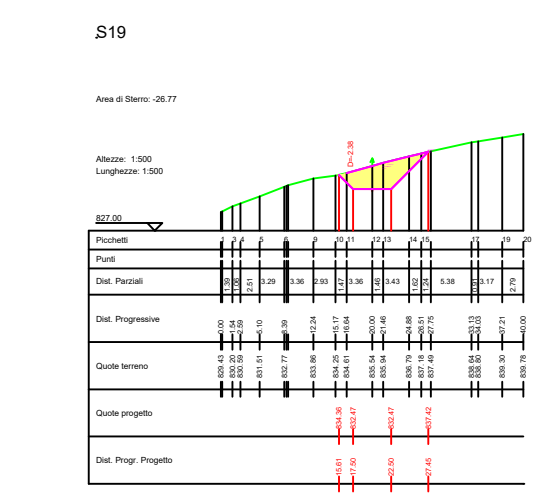 S19
Area di Sterro: -26.77
D=-2.38
Altezze: 1:500
Lunghezze: 1:500
827.00
Picchetti 1 3 4 5 6 9 10 11 12 13 14 15 17 19 20
Punti
Dist. Parziali 1.39 1.06 2.51 3.29 3.36 2.93 1.47 3.36 1.46 3.43 1.62 1.24 5.38 0.91 3.17 2.79
Dist. Progressive 0.00 1.54 2.59 5.10 8.39 12.24 15.17 16.64 20.00 21.46 24.88 26.51 27.75 33.13 34.03 37.21 40.00
Quote terreno 829.43 830.20 830.59 831.51 832.77 833.86 834.25 834.61 835.54 835.94 836.79 837.18 837.49 838.64 838.80 839.30 839.78
Quote progetto 834.36 832.47 832.47 837.42
Dist. Progr. Progetto 15.61 17.50 22.50 27.45